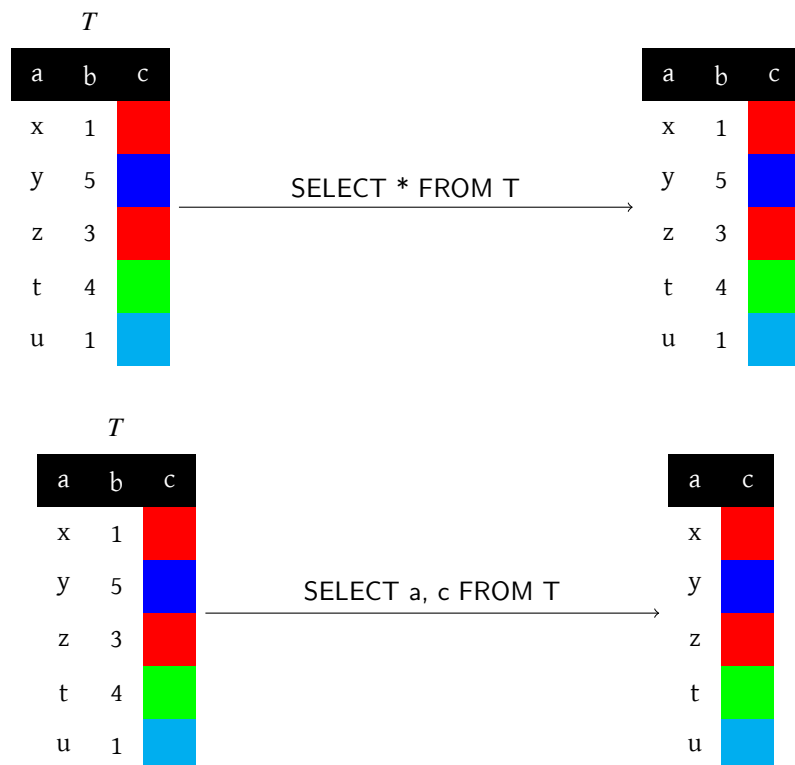 T
a b c a b c
x 1 x 1
y 5 y 5
SELECT * FROM T
z 3 z 3
t 4 t 4
u 1 u 1
T
a b c a c
x 1 x
y 5 y
SELECT a, c FROM T
z 3 z
t 4 t
u 1 u